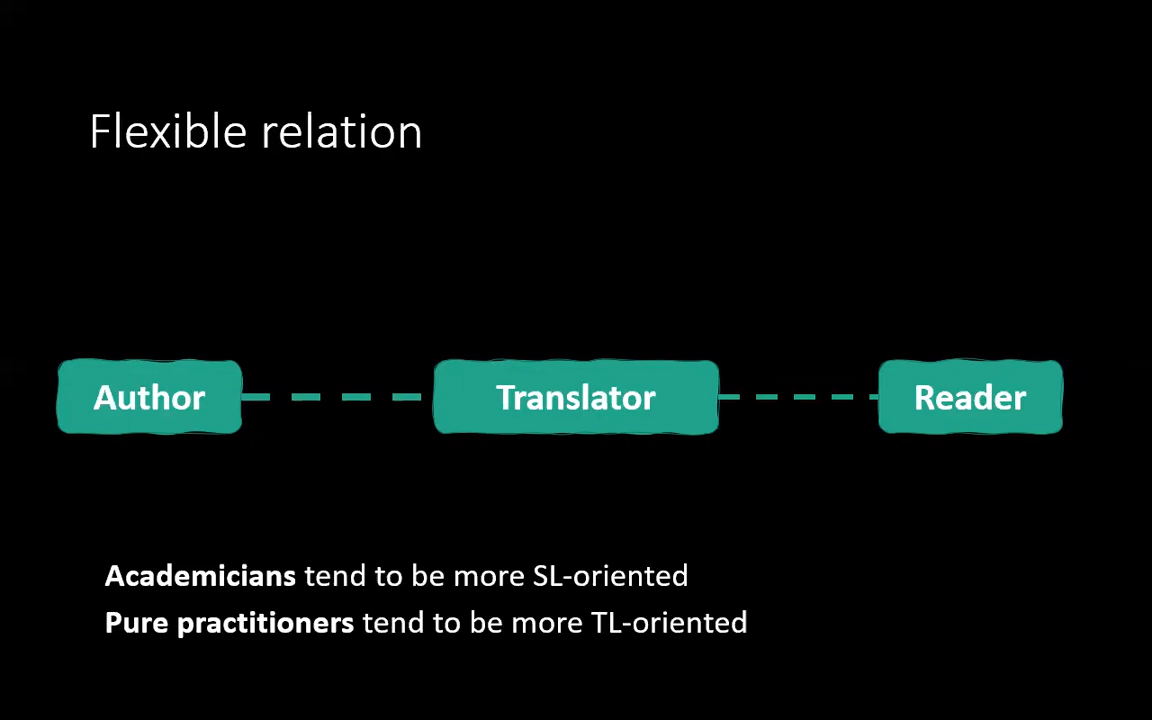 Flexible relation
Author Translator Reader
Academicians tend to be more SL-oriented
Pure practitioners tend to be more TL-oriented